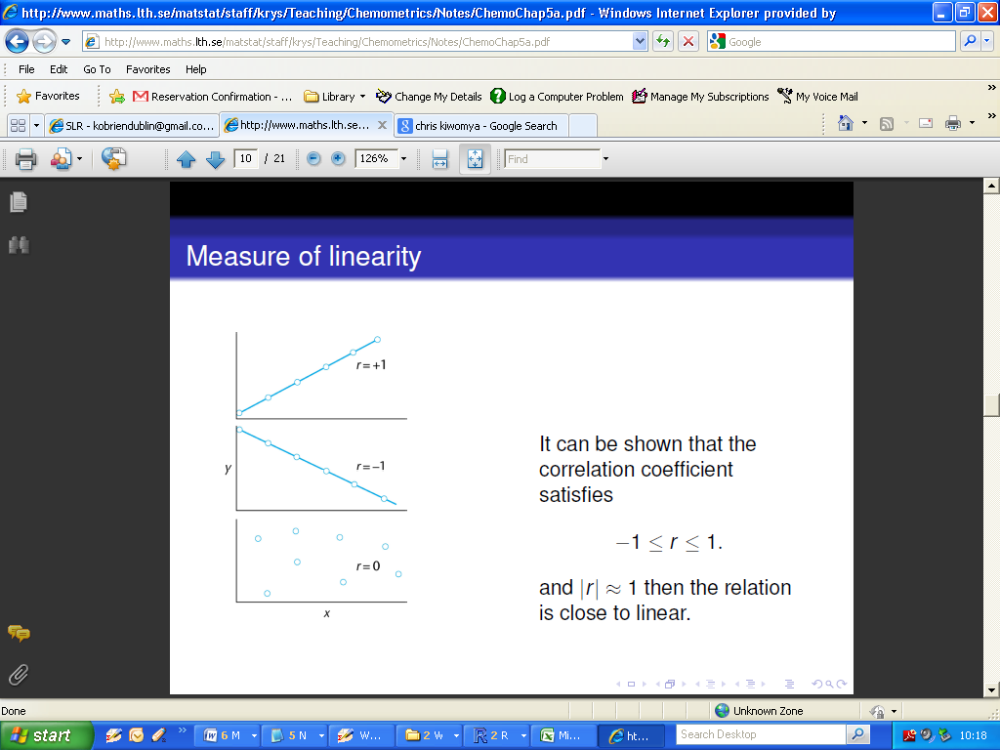 http://www.maths.lth.se/matstat/staff/krys/Teaching/Chemometrics/Notes/ChemoChap5a.pdf - Windows Internet Explorer provided by
http://www.maths.lth.se/matstat/staff/krys/Teaching/Chemometrics/Notes/ChemoChap5a.pdf
Google
File Edit Go To Favorites Help
Favorites Reservation Confirmation - ... Library Change My Details Log a Computer Problem Manage My Subscriptions My Voice Mail »
SLR - kobriendublin@gmail.co... http://www.maths.lth.se... chris kiwomya - Google Search »
10 / 21 126% Find
Measure of linearity
r = +1
y
r = −1
r = 0
x
It can be shown that the
correlation coefficient
satisfies
−1 ≤ r ≤ 1.
and |r| ≈ 1 then the relation
is close to linear.
Done Unknown Zone
start » 6 M 5 N W... 2 W 2 R Mi... ht... Search Desktop 10:18